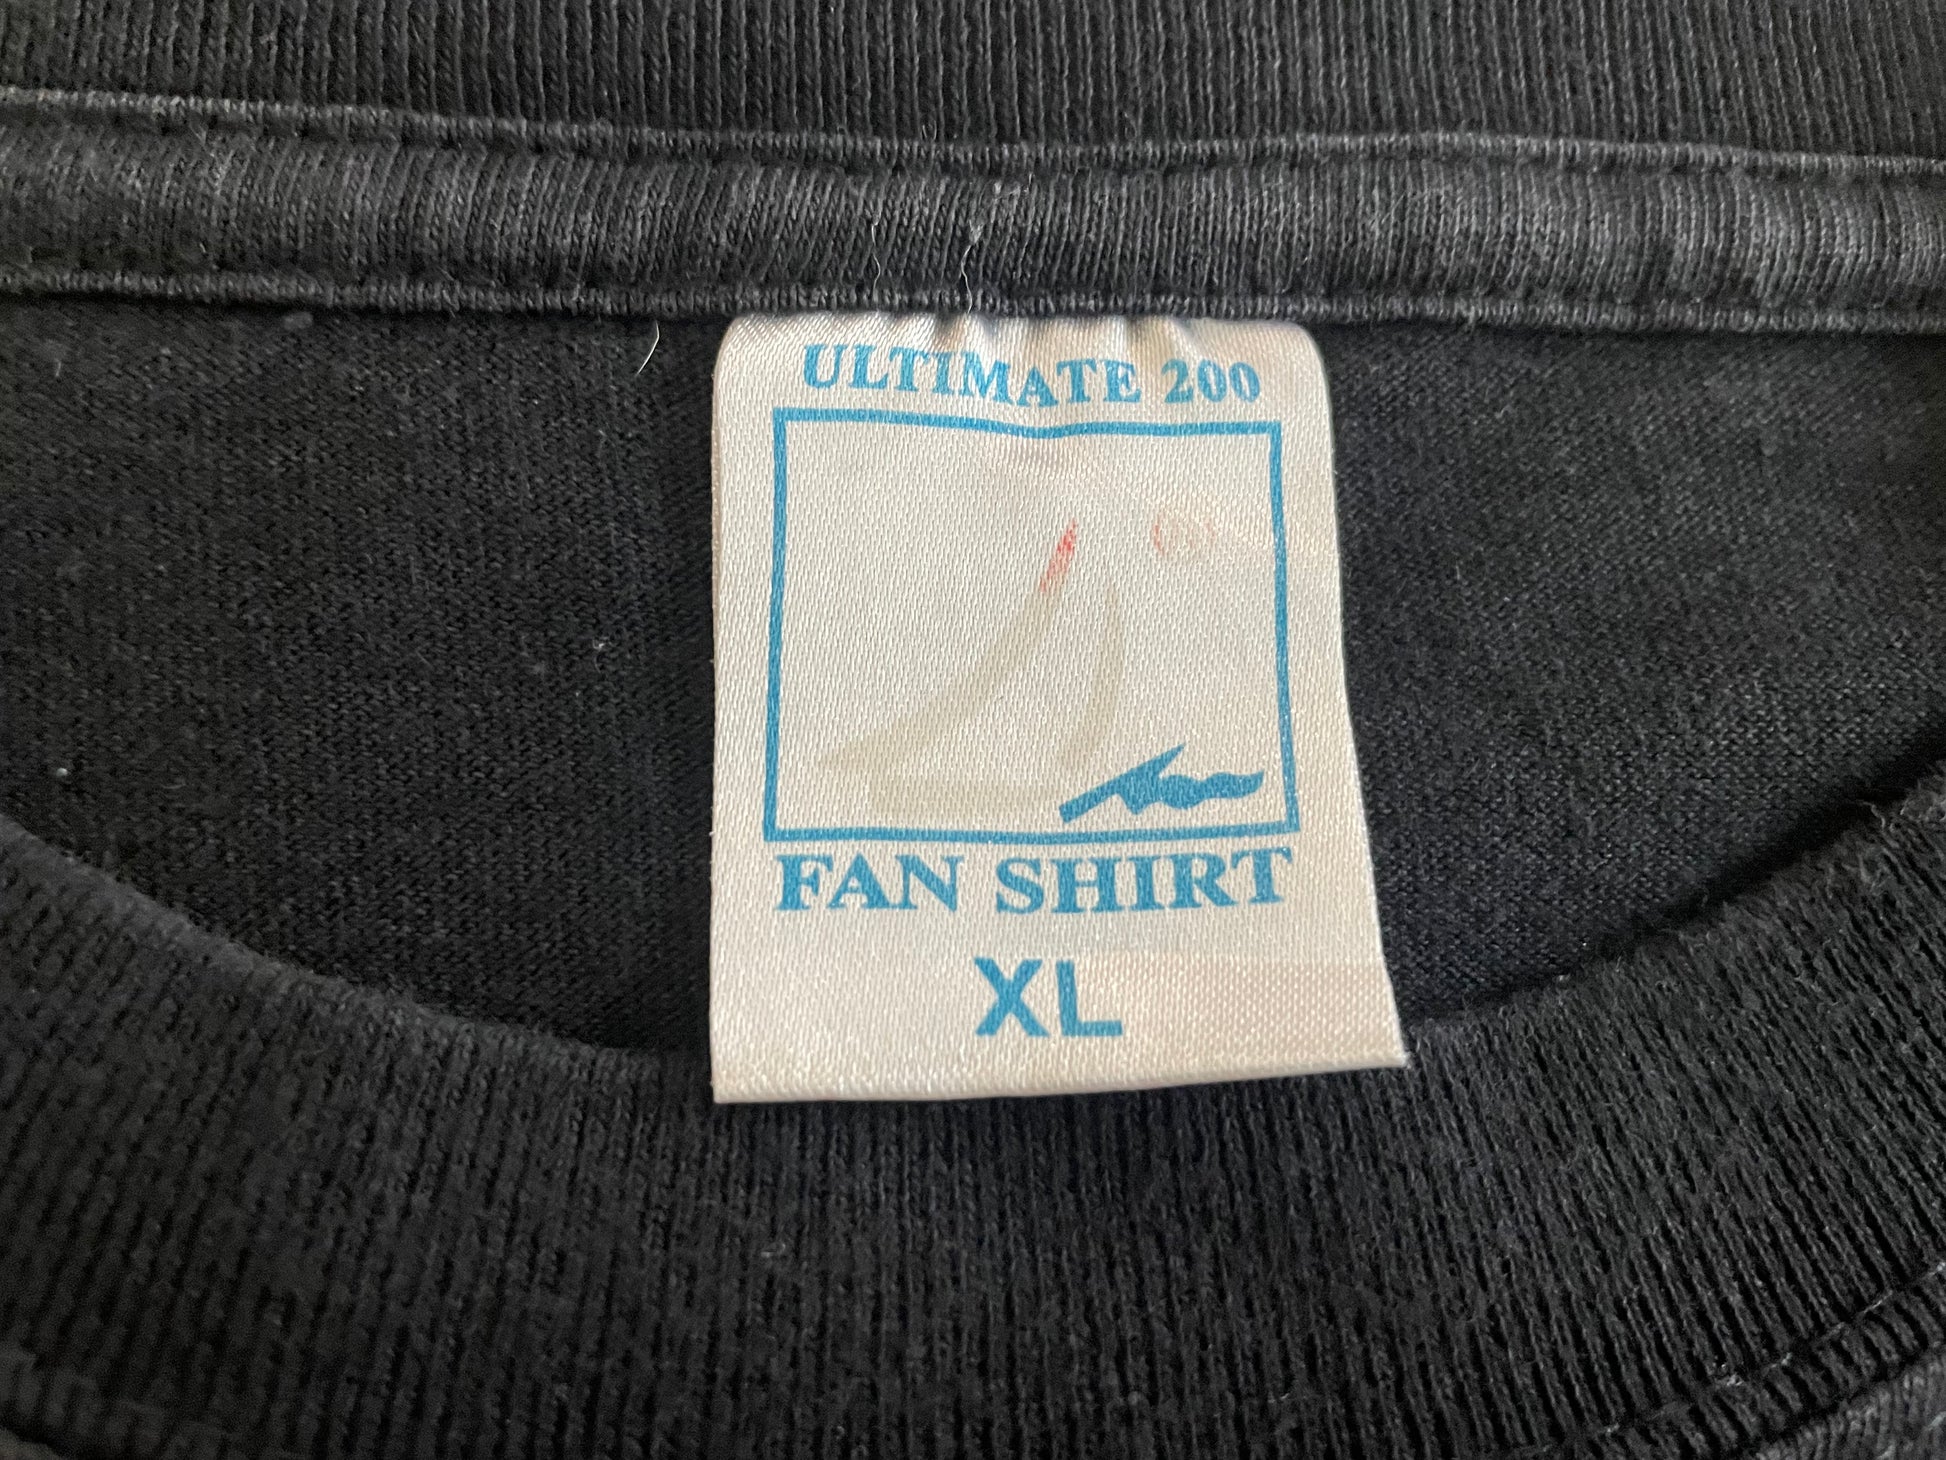 ULTIMATE 200
FAN SHIRT
XL